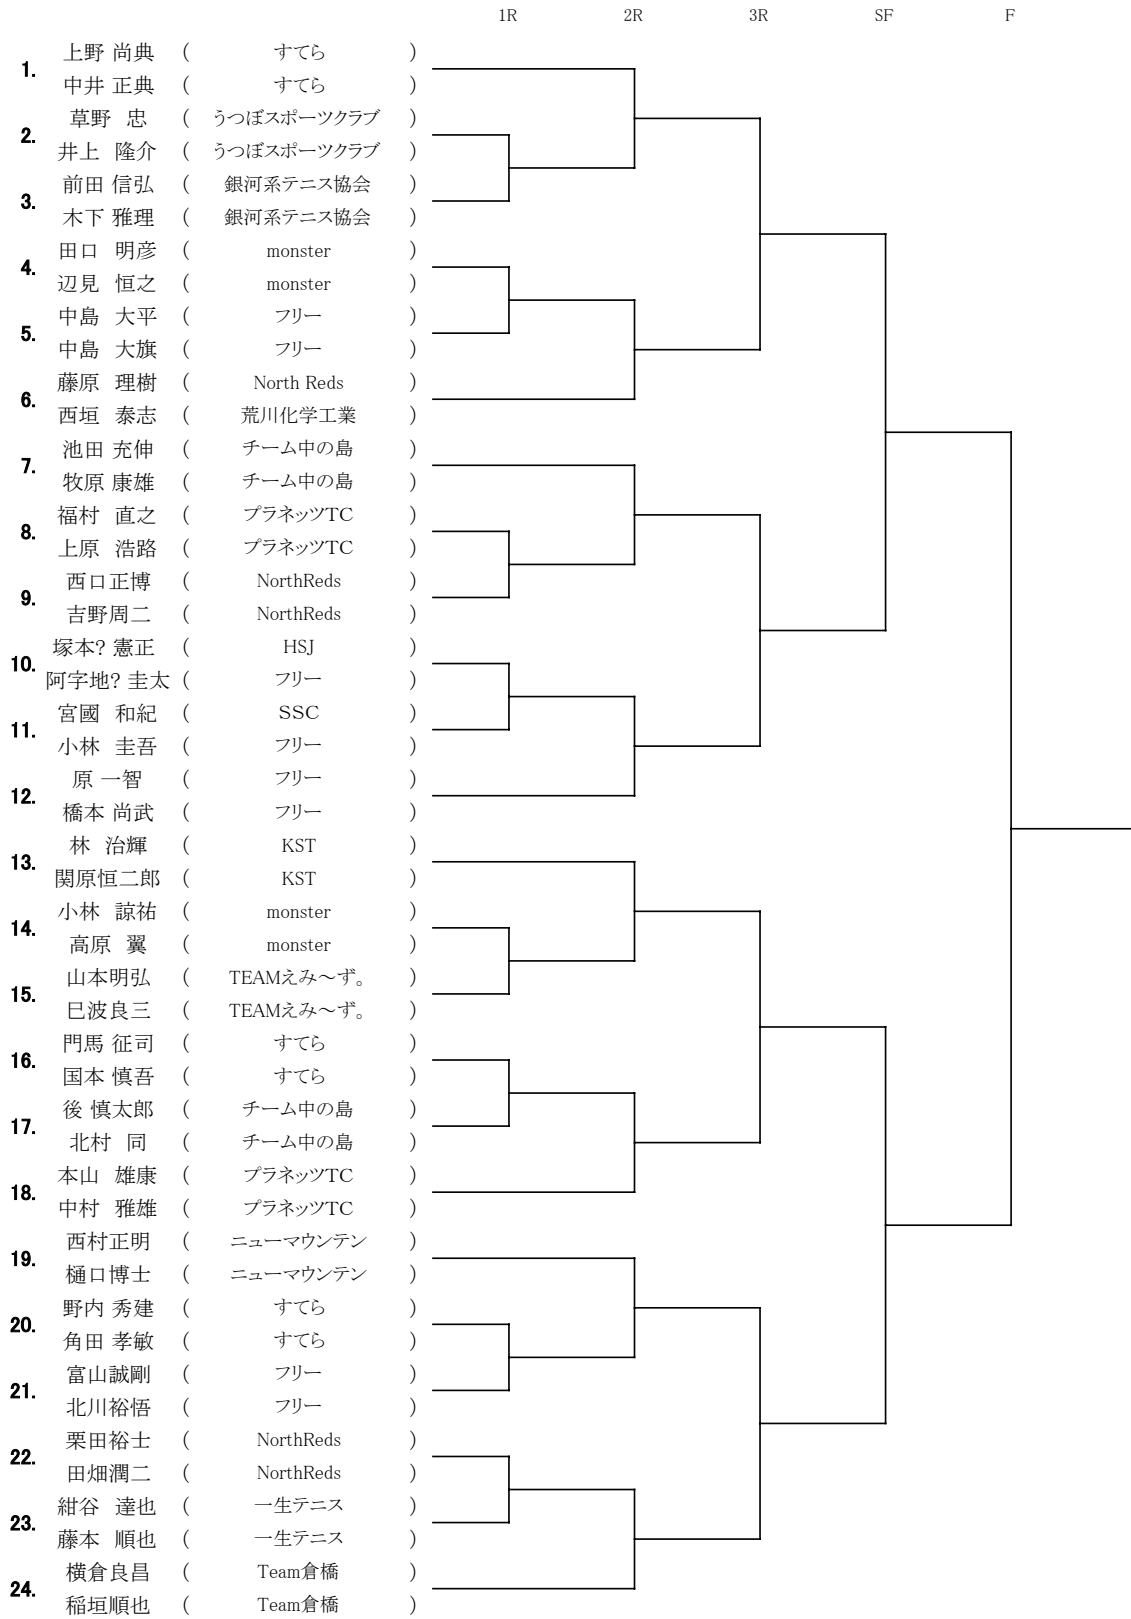 1R 2R 3R SF F
上野 尚典 ( すてら )
1.
中井 正典 ( すてら )
草野 忠 ( うつぼスポーツクラブ )
2.
井上 隆介 ( うつぼスポーツクラブ )
前田 信弘 ( 銀河系テニス協会 )
3.
木下 雅理 ( 銀河系テニス協会 )
田口 明彦 ( monster )
4.
辺見 恒之 ( monster )
中島 大平 ( フリー )
5.
中島 大旗 ( フリー )
藤原 理樹 ( North Reds )
6.
西垣 泰志 ( 荒川化学工業 )
池田 充伸 ( チーム中の島 )
7.
牧原 康雄 ( チーム中の島 )
福村 直之 ( プラネッツTC )
8.
上原 浩路 ( プラネッツTC )
西口正博 ( NorthReds )
9.
吉野周二 ( NorthReds )
塚本? 憲正 ( HSJ )
10.
阿字地? 圭太 ( フリー )
宮國 和紀 ( SSC )
11.
小林 圭吾 ( フリー )
原 一智 ( フリー )
12.
橋本 尚武 ( フリー )
林 治輝 ( KST )
13.
関原恒二郎 ( KST )
小林 諒祐 ( monster )
14.
高原 翼 ( monster )
山本明弘 ( TEAMえみ～ず。 )
15.
巳波良三 ( TEAMえみ～ず。 )
門馬 征司 ( すてら )
16.
国本 慎吾 ( すてら )
後 慎太郎 ( チーム中の島 )
17.
北村 同 ( チーム中の島 )
本山 雄康 ( プラネッツTC )
18.
中村 雅雄 ( プラネッツTC )
西村正明 ( ニューマウンテン )
19.
樋口博士 ( ニューマウンテン )
野内 秀建 ( すてら )
20.
角田 孝敏 ( すてら )
富山誠剛 ( フリー )
21.
北川裕悟 ( フリー )
栗田裕士 ( NorthReds )
22.
田畑潤二 ( NorthReds )
紺谷 達也 ( 一生テニス )
23.
藤本 順也 ( 一生テニス )
横倉良昌 ( Team倉橋 )
24.
稲垣順也 ( Team倉橋 )